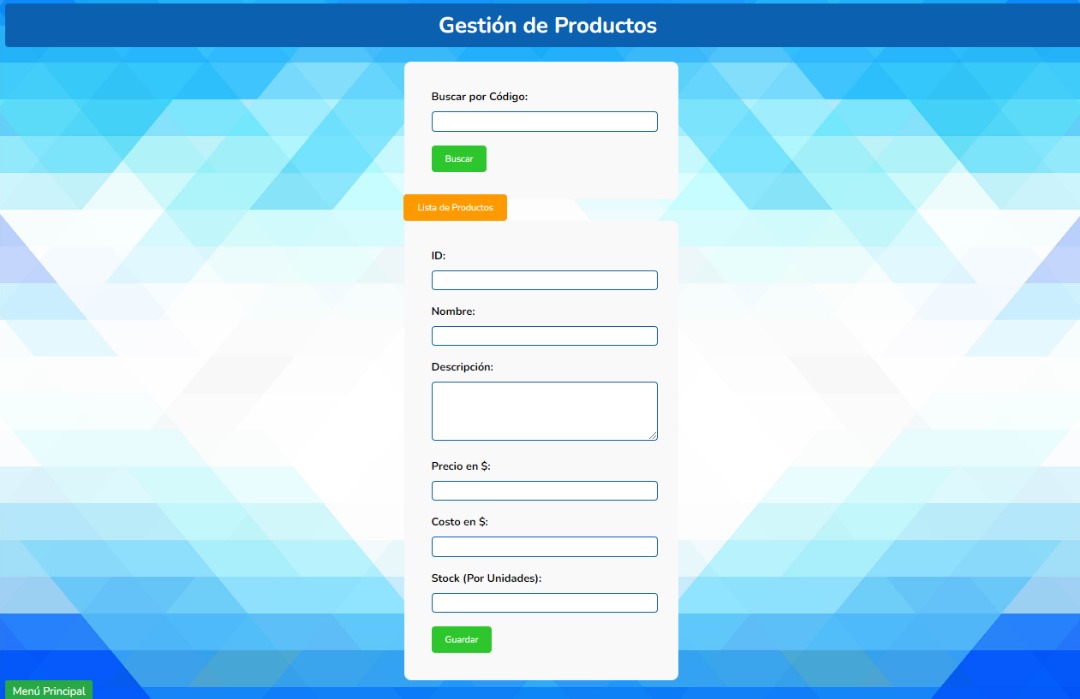 Gestión de Productos
Buscar por Código:
Buscar
Lista de Productos
ID:
Nombre:
Descripción:
Precio en $:
Costo en $:
Stock (Por Unidades):
Guardar
Menú Principal